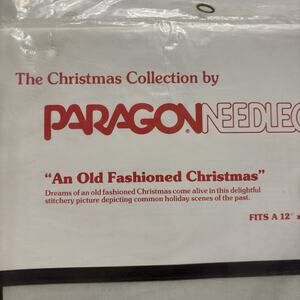 The Christmas Collection by
PARAGON® NEEDLEC
"An Old Fashioned Christmas"
Dreams of an old fashioned Christmas come alive in this delightful
stitchery picture depicting common holiday scenes of the past.
FITS A 12" x